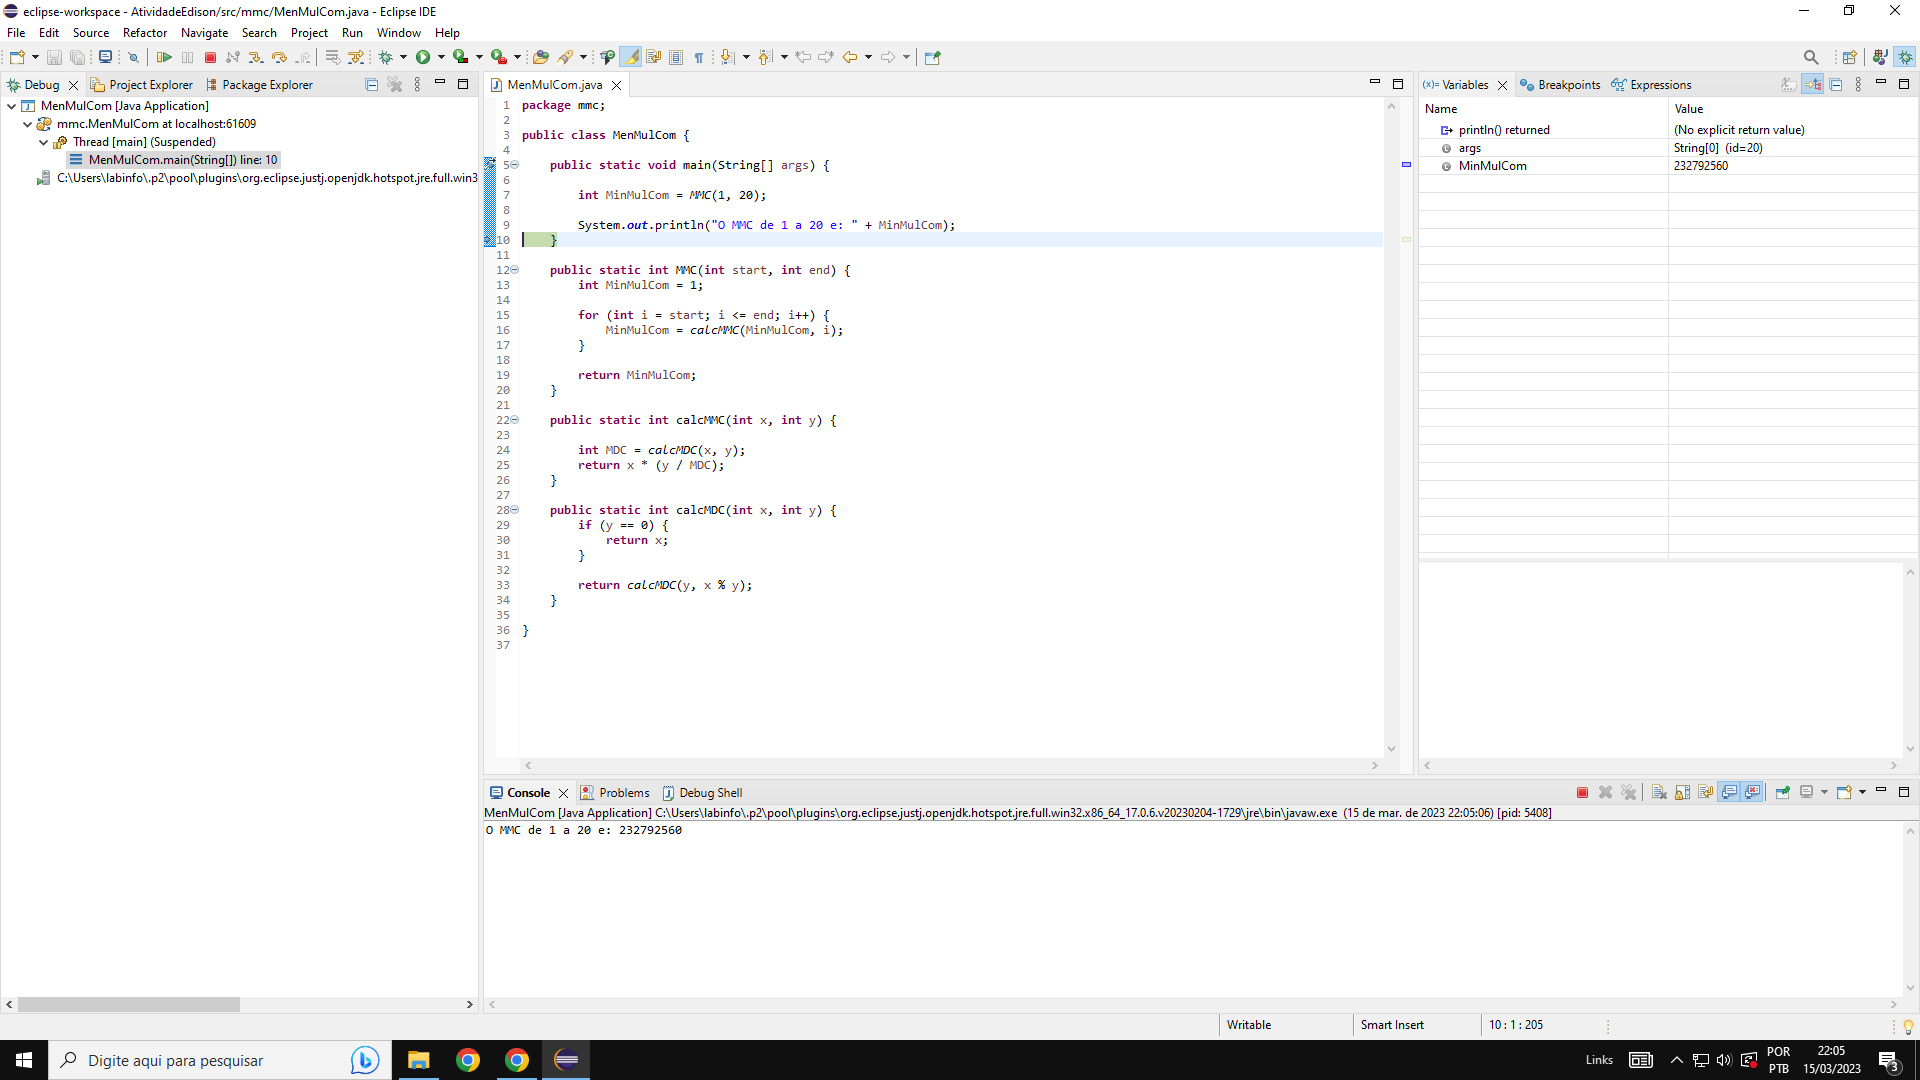 eclipse-workspace - AtividadeEdison/src/mmc/MenMulCom.java - Eclipse IDE
File Edit Source Refactor Navigate Search Project Run Window Help
Debug Project Explorer Package Explorer
MenMulCom [Java Application]
mmc.MenMulCom at localhost:61609
Thread [main] (Suspended)
MenMulCom.main(String[]) line: 10
C:\Users\labinfo\.p2\pool\plugins\org.eclipse.justj.openjdk.hotspot.jre.full.win3
MenMulCom.java
1 package mmc;
2
3 public class MenMulCom {
4
5 public static void main(String[] args) {
6
7 int MinMulCom = MMC(1, 20);
8
9 System.out.println("O MMC de 1 a 20 e: " + MinMulCom);
10 }
11
12 public static int MMC(int start, int end) {
13 int MinMulCom = 1;
14
15 for (int i = start; i <= end; i++) {
16 MinMulCom = calcMMC(MinMulCom, i);
17 }
18
19 return MinMulCom;
20 }
21
22 public static int calcMMC(int x, int y) {
23
24 int MDC = calcMDC(x, y);
25 return x * (y / MDC);
26 }
27
28 public static int calcMDC(int x, int y) {
29 if (y == 0) {
30 return x;
31 }
32
33 return calcMDC(y, x % y);
34 }
35
36 }
37
(x)= Variables Breakpoints Expressions
Name Value
println() returned (No explicit return value)
args String[0] (id=20)
MinMulCom 232792560
Console Problems Debug Shell
MenMulCom [Java Application] C:\Users\labinfo\.p2\pool\plugins\org.eclipse.justj.openjdk.hotspot.jre.full.win32.x86_64_17.0.6.v20230204-1729\jre\bin\javaw.exe (15 de mar. de 2023 22:05:06) [pid: 5408]
O MMC de 1 a 20 e: 232792560
Writable Smart Insert 10 : 1 : 205
Digite aqui para pesquisar
Links
POR
PTB
22:05
15/03/2023
3